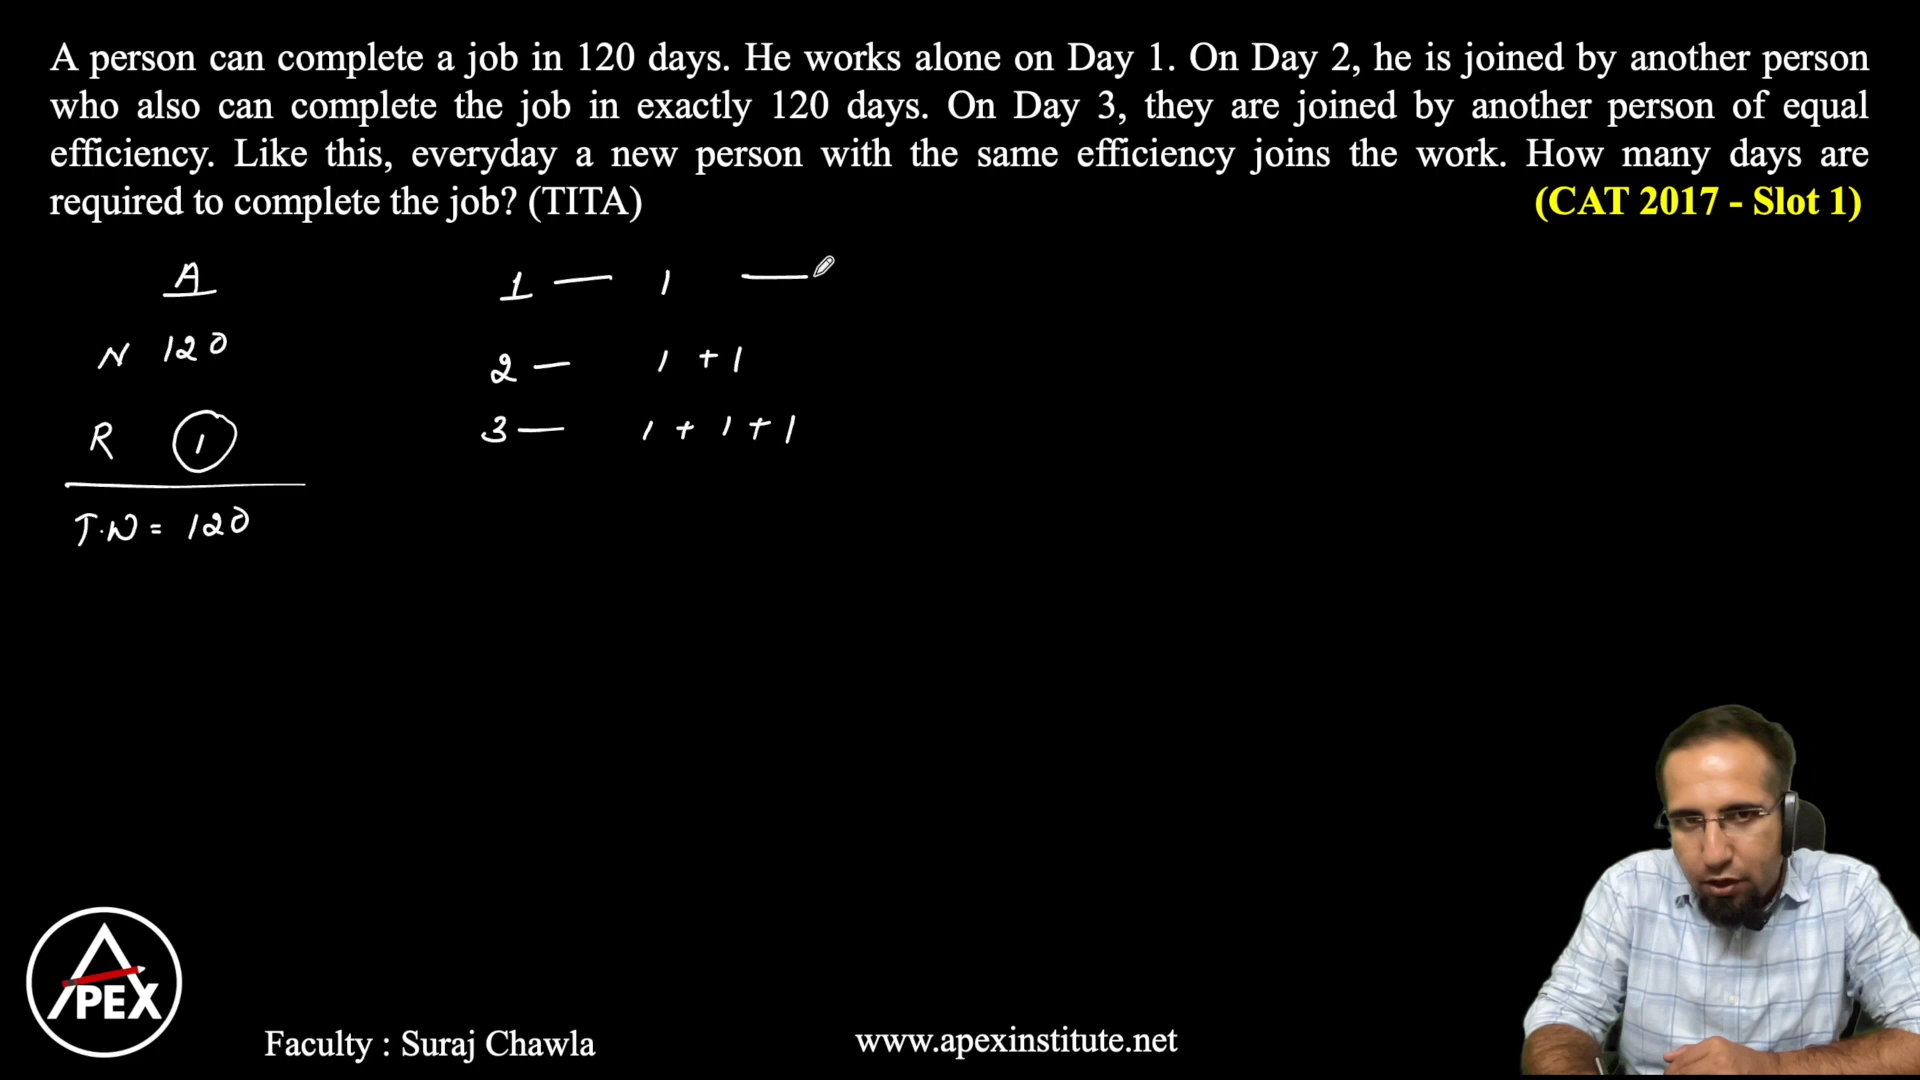 A person can complete a job in 120 days. He works alone on Day 1. On Day 2, he is joined by another person
who also can complete the job in exactly 120 days. On Day 3, they are joined by another person of equal
efficiency. Like this, everyday a new person with the same efficiency joins the work. How many days are
required to complete the job? (TITA) (CAT 2017 - Slot 1)
A
N 120
R 1
T.W = 120
1 — 1 —
2 — 1 + 1
3 — 1 + 1 + 1
APEX
Faculty : Suraj Chawla
www.apexinstitute.net